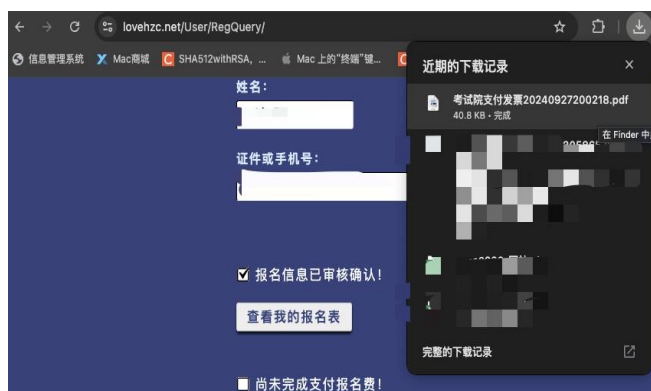 lovehzc.net/User/RegQuery/
信息管理系统 Mac商城 SHA512withRSA, ... Mac 上的"终端"键...
近期的下载记录
考试院支付发票20240927200218.pdf
40.8 KB・完成
在 Finder 中
姓名：
证件或手机号：
报名信息已审核确认！
查看我的报名表
尚未完成支付报名费！
完整的下载记录